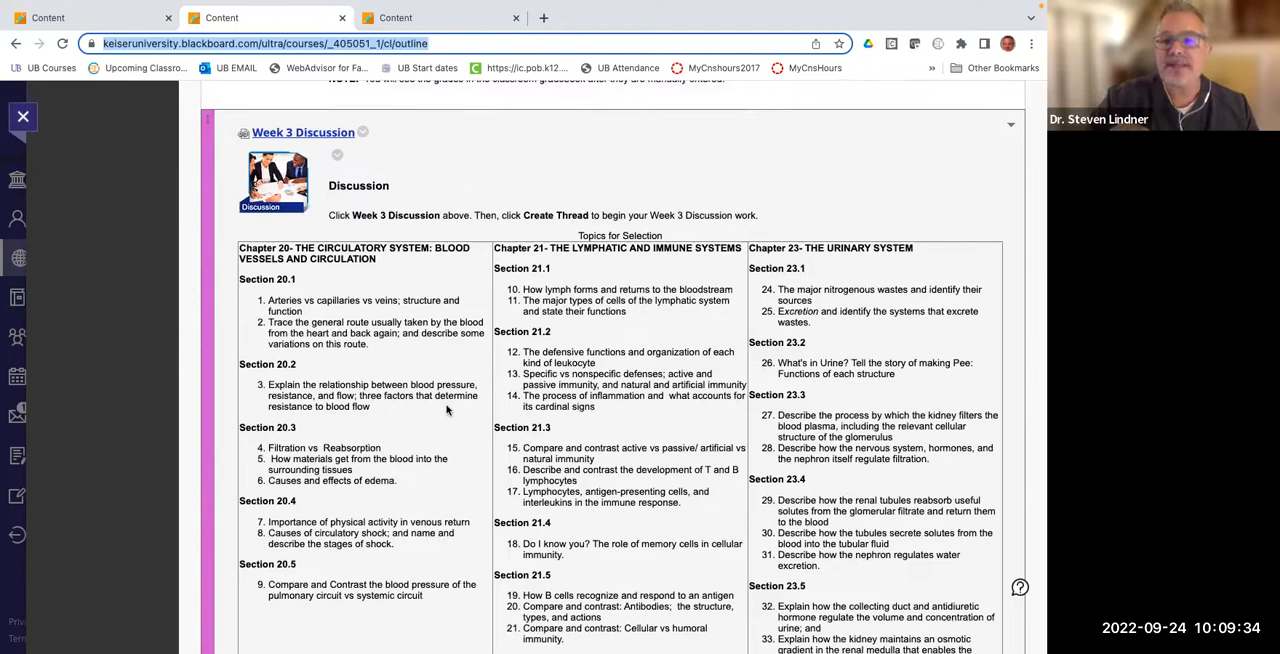 Content
Content
Content
keiseruniversity.blackboard.com/ultra/courses/_405051_1/cl/outline
UB Courses
Upcoming Classro...
UB EMAIL
WebAdvisor for Fa...
UB Start dates
https://ic.pob.k12....
UB Attendance
MyCnshours2017
MyCnsHours
»
Other Bookmarks
Dr. Steven Lindner
Week 3 Discussion
Discussion
Discussion
Click Week 3 Discussion above. Then, click Create Thread to begin your Week 3 Discussion work.
Topics for Selection
Chapter 20- THE CIRCULATORY SYSTEM: BLOOD
VESSELS AND CIRCULATION
Section 20.1
1. Arteries vs capillaries vs veins; structure and
function
2. Trace the general route usually taken by the blood
from the heart and back again; and describe some
variations on this route.
Section 20.2
3. Explain the relationship between blood pressure,
resistance, and flow; three factors that determine
resistance to blood flow
Section 20.3
4. Filtration vs Reabsorption
5. How materials get from the blood into the
surrounding tissues
6. Causes and effects of edema.
Section 20.4
7. Importance of physical activity in venous return
8. Causes of circulatory shock; and name and
describe the stages of shock.
Section 20.5
9. Compare and Contrast the blood pressure of the
pulmonary circuit vs systemic circuit
Chapter 21- THE LYMPHATIC AND IMMUNE SYSTEMS
Section 21.1
10. How lymph forms and returns to the bloodstream
11. The major types of cells of the lymphatic system
and state their functions
Section 21.2
12. The defensive functions and organization of each
kind of leukocyte
13. Specific vs nonspecific defenses; active and
passive immunity, and natural and artificial immunity
14. The process of inflammation and what accounts for
its cardinal signs
Section 21.3
15. Compare and contrast active vs passive/ artificial vs
natural immunity
16. Describe and contrast the development of T and B
lymphocytes
17. Lymphocytes, antigen-presenting cells, and
interleukins in the immune response.
Section 21.4
18. Do I know you? The role of memory cells in cellular
immunity.
Section 21.5
19. How B cells recognize and respond to an antigen
20. Compare and contrast: Antibodies; the structure,
types, and actions
21. Compare and contrast: Cellular vs humoral
immunity.
Chapter 23- THE URINARY SYSTEM
Section 23.1
24. The major nitrogenous wastes and identify their
sources
25. Excretion and identify the systems that excrete
wastes.
Section 23.2
26. What's in Urine? Tell the story of making Pee:
Functions of each structure
Section 23.3
27. Describe the process by which the kidney filters the
blood plasma, including the relevant cellular
structure of the glomerulus
28. Describe how the nervous system, hormones, and
the nephron itself regulate filtration.
Section 23.4
29. Describe how the renal tubules reabsorb useful
solutes from the glomerular filtrate and return them
to the blood
30. Describe how the tubules secrete solutes from the
blood into the tubular fluid
31. Describe how the nephron regulates water
excretion.
Section 23.5
32. Explain how the collecting duct and antidiuretic
hormone regulate the volume and concentration of
urine; and
33. Explain how the kidney maintains an osmotic
gradient in the renal medulla that enables the
Priva
Term
2022-09-24 10:09:34